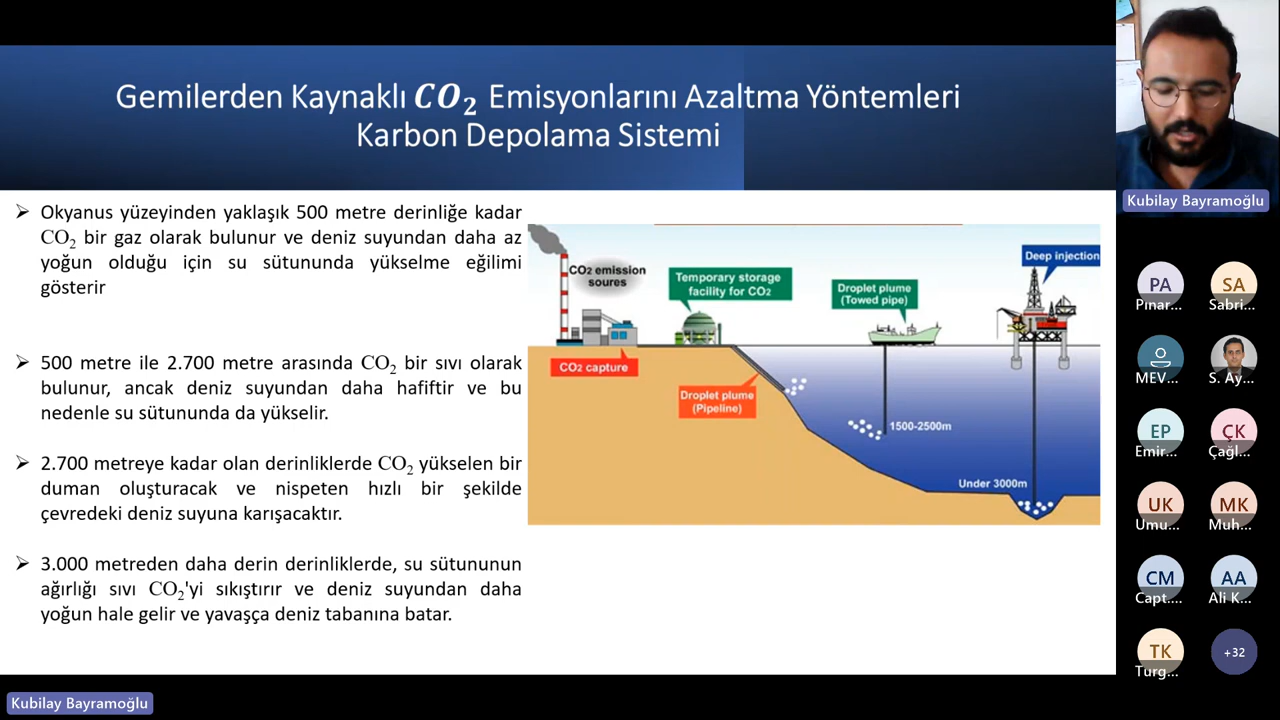 Gemilerden Kaynaklı CO₂ Emisyonlarını Azaltma Yöntemleri
Karbon Depolama Sistemi
➢ Okyanus yüzeyinden yaklaşık 500 metre derinliğe kadar
CO₂ bir gaz olarak bulunur ve deniz suyundan daha az
yoğun olduğu için su sütununda yükselme eğilimi
gösterir
➢ 500 metre ile 2.700 metre arasında CO₂ bir sıvı olarak
bulunur, ancak deniz suyundan daha hafiftir ve bu
nedenle su sütununda da yükselir.
➢ 2.700 metreye kadar olan derinliklerde CO₂ yükselen bir
duman oluşturacak ve nispeten hızlı bir şekilde
çevredeki deniz suyuna karışacaktır.
➢ 3.000 metreden daha derin derinliklerde, su sütununun
ağırlığı sıvı CO₂'yi sıkıştırır ve deniz suyundan daha
yoğun hale gelir ve yavaşça deniz tabanına batar.
CO2 emission
soures
Temporary storage
facility for CO2
Droplet plume
(Towed pipe)
Deep injection
CO2 capture
Droplet plume
(Pipeline)
1500-2500m
Under 3000m
Kubilay Bayramoğlu
PA
Pınar...
SA
Sabri...
MEV...
S. Ay...
EP
Emir...
ÇK
Çağl...
UK
Umu...
MK
Muh...
CM
Capt....
AA
Ali K...
TK
Turg...
+32
Kubilay Bayramoğlu